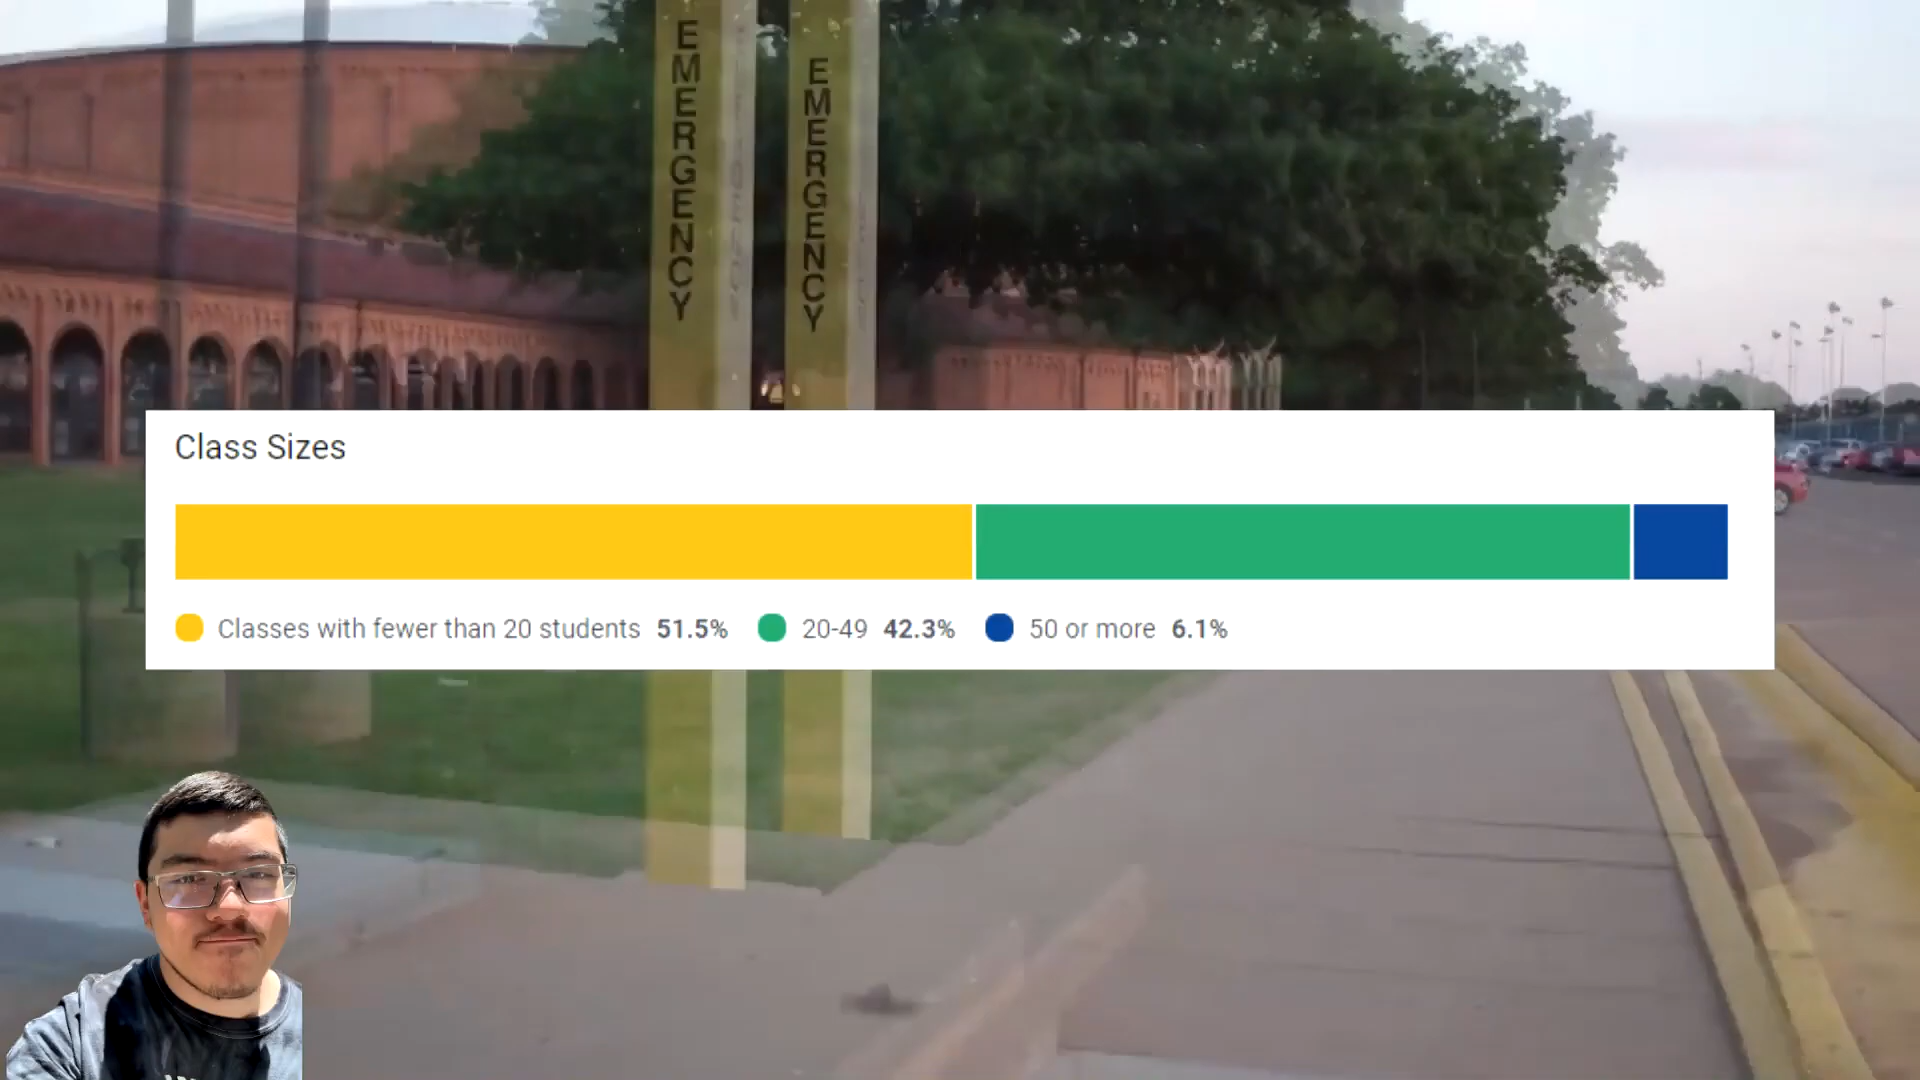 EMERGENCY
EMERGENCY
Class Sizes
Classes with fewer than 20 students 51.5% 20-49 42.3% 50 or more 6.1%